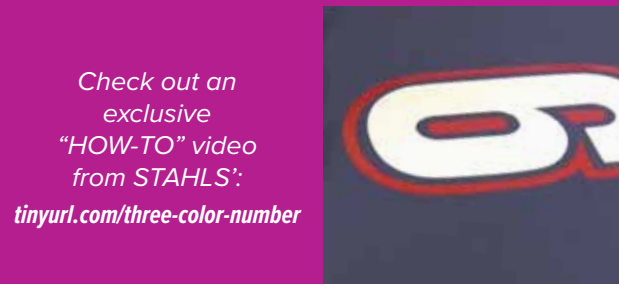 Check out an
exclusive
“HOW-TO” video
from STAHLS’:
tinyurl.com/three-color-number